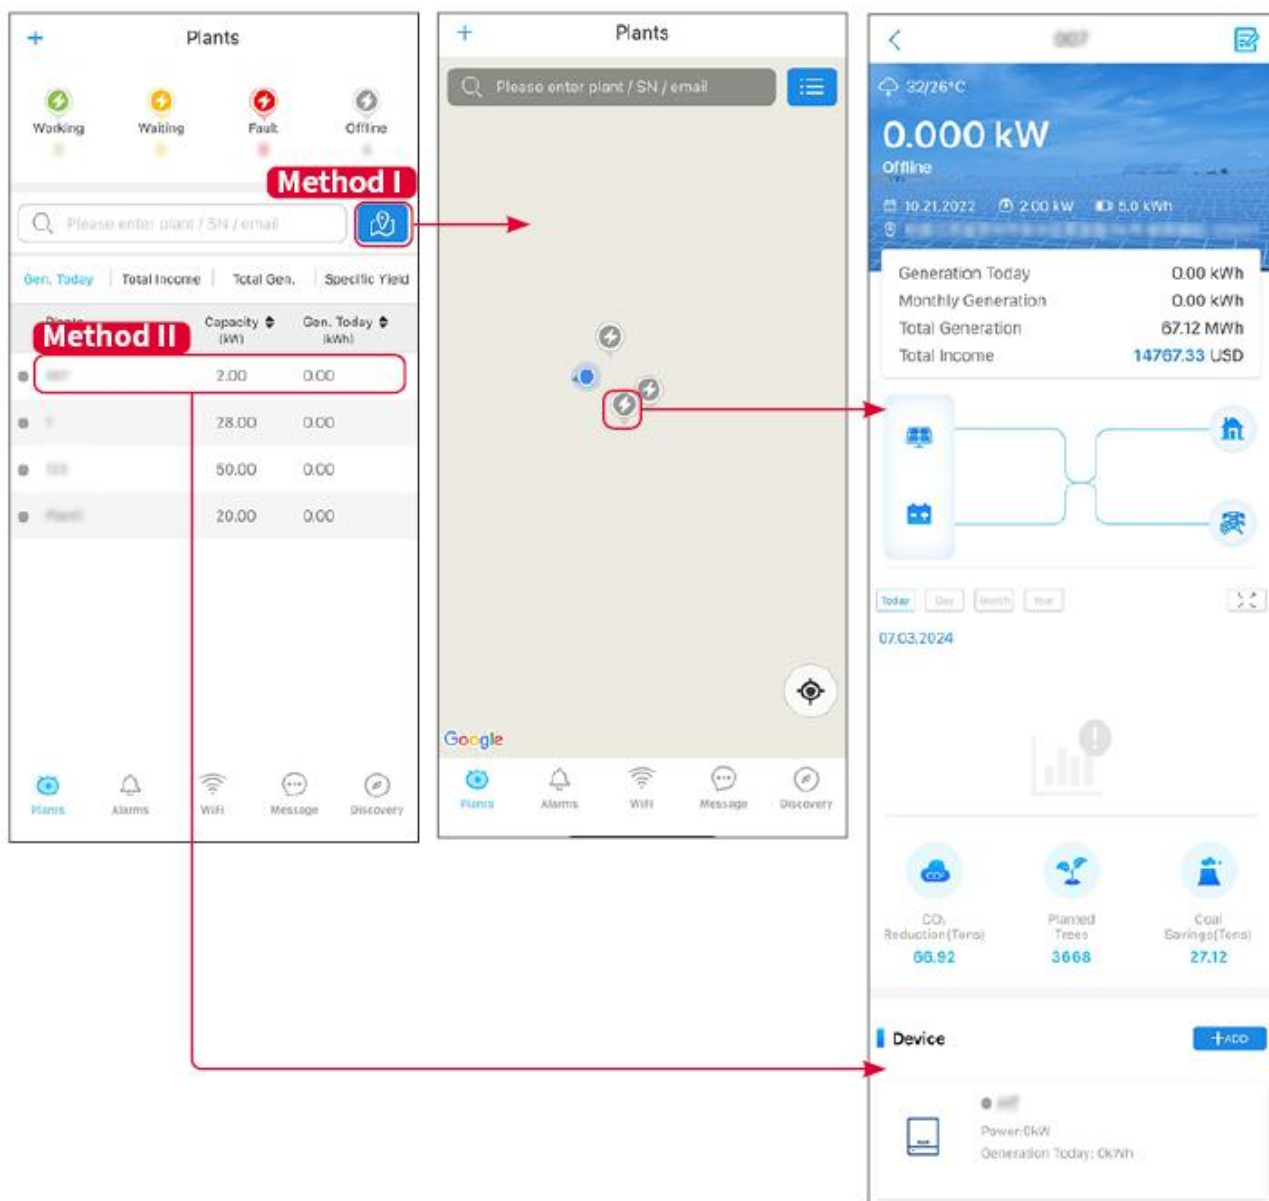 Plants
Working
Waiting
Fault
Offline
Method I
Please enter plant / SN / email
Gen. Today
Total Income
Total Gen.
Specific Yield
Capacity
(kW)
Gen. Today
(kWh)
Method II
2.00 0.00
28.00 0.00
50.00 0.00
20.00 0.00
Plants
Alarms
WiFi
Message
Discovery
Plants
Please enter plant / SN / email
Google
Plants
Alarms
WiFi
Message
Discovery
007
32/26°C
0.000 kW
Offline
10.21.2022 2.00 kW 5.0 kWh
Generation Today 0.00 kWh
Monthly Generation 0.00 kWh
Total Generation 67.12 MWh
Total Income 14767.33 USD
Today Day Month Year
07.03.2024
CO₂
Reduction(Tons)
66.92
Planted
Trees
3668
Coal
Savings(Tons)
27.12
Device
+ADD
Power:0kW
Generation Today: 0kWh